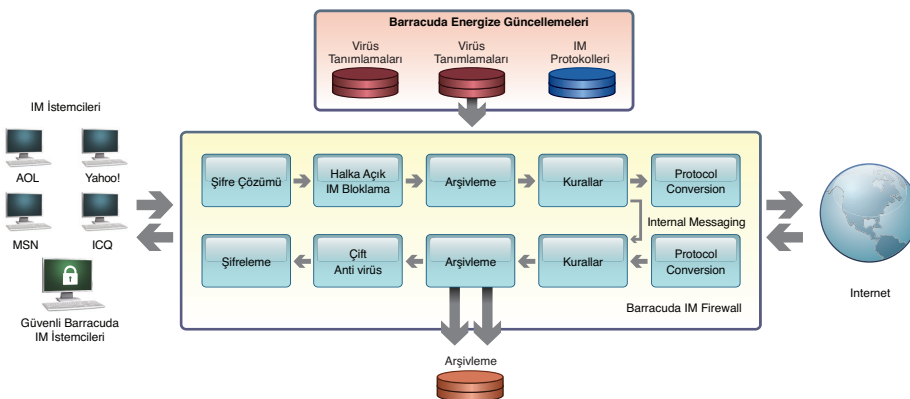 Barracuda Energize Güncellemeleri
Virüs
Tanımlamaları
Virüs
Tanımlamaları
IM
Protokolleri
IM İstemcileri
AOL
Yahoo!
MSN
ICQ
Güvenli Barracuda
IM İstemcileri
Şifre Çözümü
Halka Açık
IM Bloklama
Arşivleme
Kurallar
Protocol
Conversion
Internal Messaging
Şifreleme
Çift
Anti virüs
Arşivleme
Kurallar
Protocol
Conversion
Barracuda IM Firewall
Internet
Arşivleme